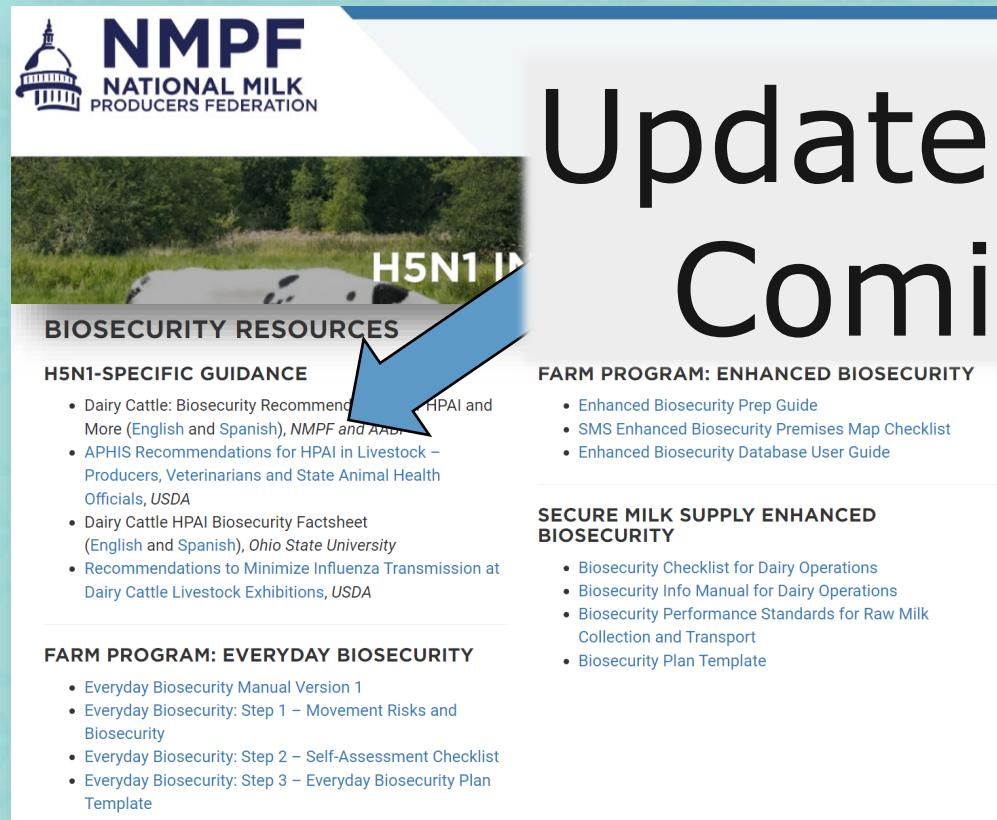 NMPF
NATIONAL MILK
PRODUCERS FEDERATION
Update
Comi
H5N1 IN
BIOSECURITY RESOURCES
H5N1-SPECIFIC GUIDANCE
• Dairy Cattle: Biosecurity HPAI and
More (English and Spanish), NMPF and
• APHIS Recommendations for HPAI in Livestock –
Producers, Veterinarians and State Animal Health
Officials, USDA
• Dairy Cattle HPAI Biosecurity Factsheet
(English and Spanish), Ohio State University
• Recommendations to Minimize Influenza Transmission at
Dairy Cattle Livestock Exhibitions, USDA
FARM PROGRAM: EVERYDAY BIOSECURITY
• Everyday Biosecurity Manual Version 1
• Everyday Biosecurity: Step 1 – Movement Risks and
Biosecurity
• Everyday Biosecurity: Step 2 – Self-Assessment Checklist
• Everyday Biosecurity: Step 3 – Everyday Biosecurity Plan
Template
FARM PROGRAM: ENHANCED BIOSECURITY
• Enhanced Biosecurity Prep Guide
• SMS Enhanced Biosecurity Premises Map Checklist
• Enhanced Biosecurity Database User Guide
SECURE MILK SUPPLY ENHANCED
BIOSECURITY
• Biosecurity Checklist for Dairy Operations
• Biosecurity Info Manual for Dairy Operations
• Biosecurity Performance Standards for Raw Milk
Collection and Transport
• Biosecurity Plan Template